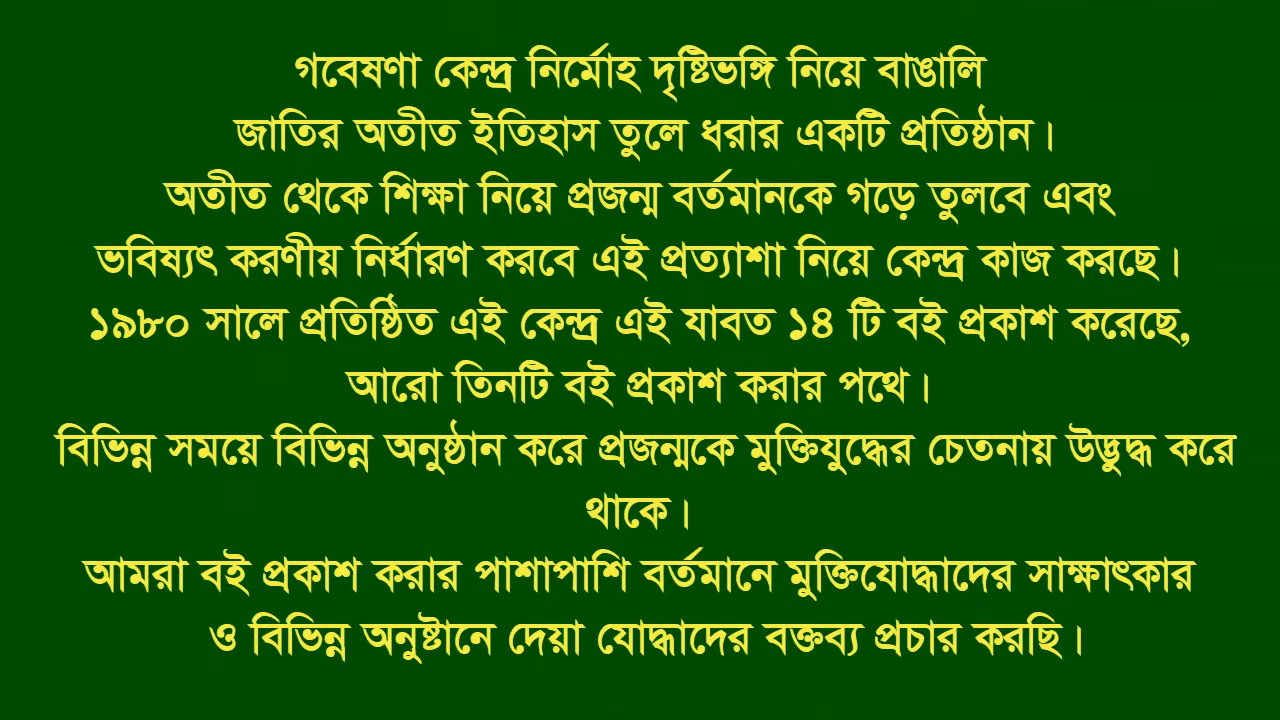 গবেষণা কেন্দ্র নির্মোহ দৃষ্টিভঙ্গি নিয়ে বাঙালি
জাতির অতীত ইতিহাস তুলে ধরার একটি প্রতিষ্ঠান।
অতীত থেকে শিক্ষা নিয়ে প্রজন্ম বর্তমানকে গড়ে তুলবে এবং
ভবিষ্যৎ করণীয় নির্ধারণ করবে এই প্রত্যাশা নিয়ে কেন্দ্র কাজ করছে।
১৯৮০ সালে প্রতিষ্ঠিত এই কেন্দ্র এই যাবত ১৪ টি বই প্রকাশ করেছে,
আরো তিনটি বই প্রকাশ করার পথে।
বিভিন্ন সময়ে বিভিন্ন অনুষ্ঠান করে প্রজন্মকে মুক্তিযুদ্ধের চেতনায় উদ্ভুদ্ধ করে
থাকে।
আমরা বই প্রকাশ করার পাশাপাশি বর্তমানে মুক্তিযোদ্ধাদের সাক্ষাৎকার
ও বিভিন্ন অনুষ্টানে দেয়া যোদ্ধাদের বক্তব্য প্রচার করছি।